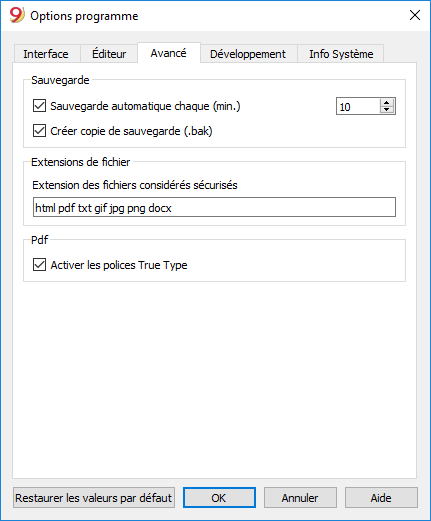 9 Options programme
Interface Éditeur Avancé Développement Info Système
Sauvegarde
Sauvegarde automatique chaque (min.) 10
Créer copie de sauvegarde (.bak)
Extensions de fichier
Extension des fichiers considérés sécurisés
html pdf txt gif jpg png docx
Pdf
Activer les polices True Type
Restaurer les valeurs par défaut OK Annuler Aide